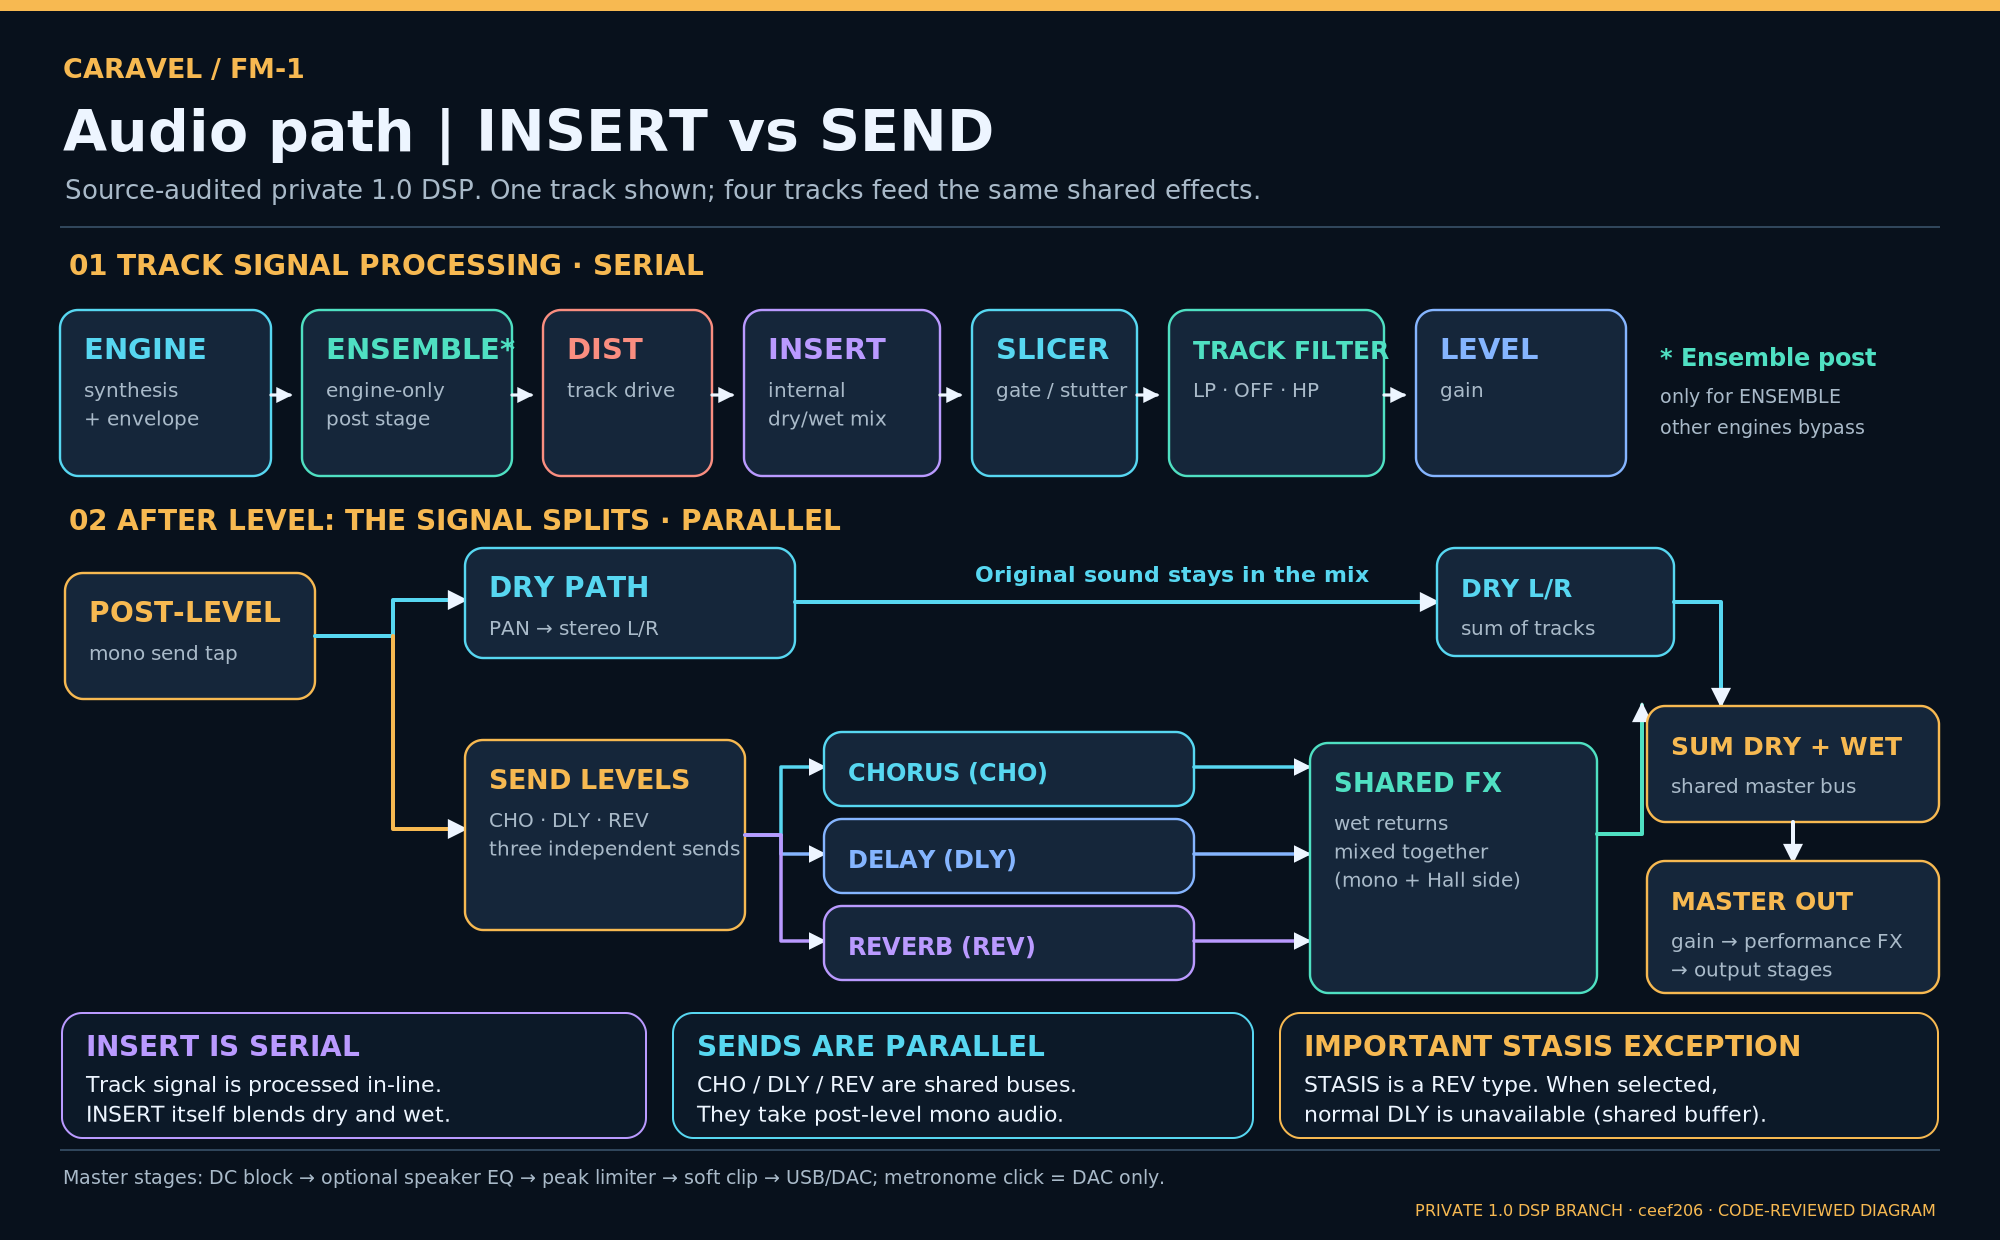 CARAVEL / FM-1
Audio path | INSERT vs SEND
Source-audited private 1.0 DSP. One track shown; four tracks feed the same shared effects.
01 TRACK SIGNAL PROCESSING · SERIAL
ENGINE
synthesis
+ envelope
ENSEMBLE*
engine-only
post stage
DIST
track drive
INSERT
internal
dry/wet mix
SLICER
gate / stutter
TRACK FILTER
LP · OFF · HP
LEVEL
gain
* Ensemble post
only for ENSEMBLE
other engines bypass
02 AFTER LEVEL: THE SIGNAL SPLITS · PARALLEL
POST-LEVEL
mono send tap
DRY PATH
PAN → stereo L/R
Original sound stays in the mix
DRY L/R
sum of tracks
SEND LEVELS
CHO · DLY · REV
three independent sends
CHORUS (CHO)
DELAY (DLY)
REVERB (REV)
SHARED FX
wet returns
mixed together
(mono + Hall side)
SUM DRY + WET
shared master bus
MASTER OUT
gain → performance FX
→ output stages
INSERT IS SERIAL
Track signal is processed in-line.
INSERT itself blends dry and wet.
SENDS ARE PARALLEL
CHO / DLY / REV are shared buses.
They take post-level mono audio.
IMPORTANT STASIS EXCEPTION
STASIS is a REV type. When selected,
normal DLY is unavailable (shared buffer).
Master stages: DC block → optional speaker EQ → peak limiter → soft clip → USB/DAC; metronome click = DAC only.
PRIVATE 1.0 DSP BRANCH · ceef206 · CODE-REVIEWED DIAGRAM